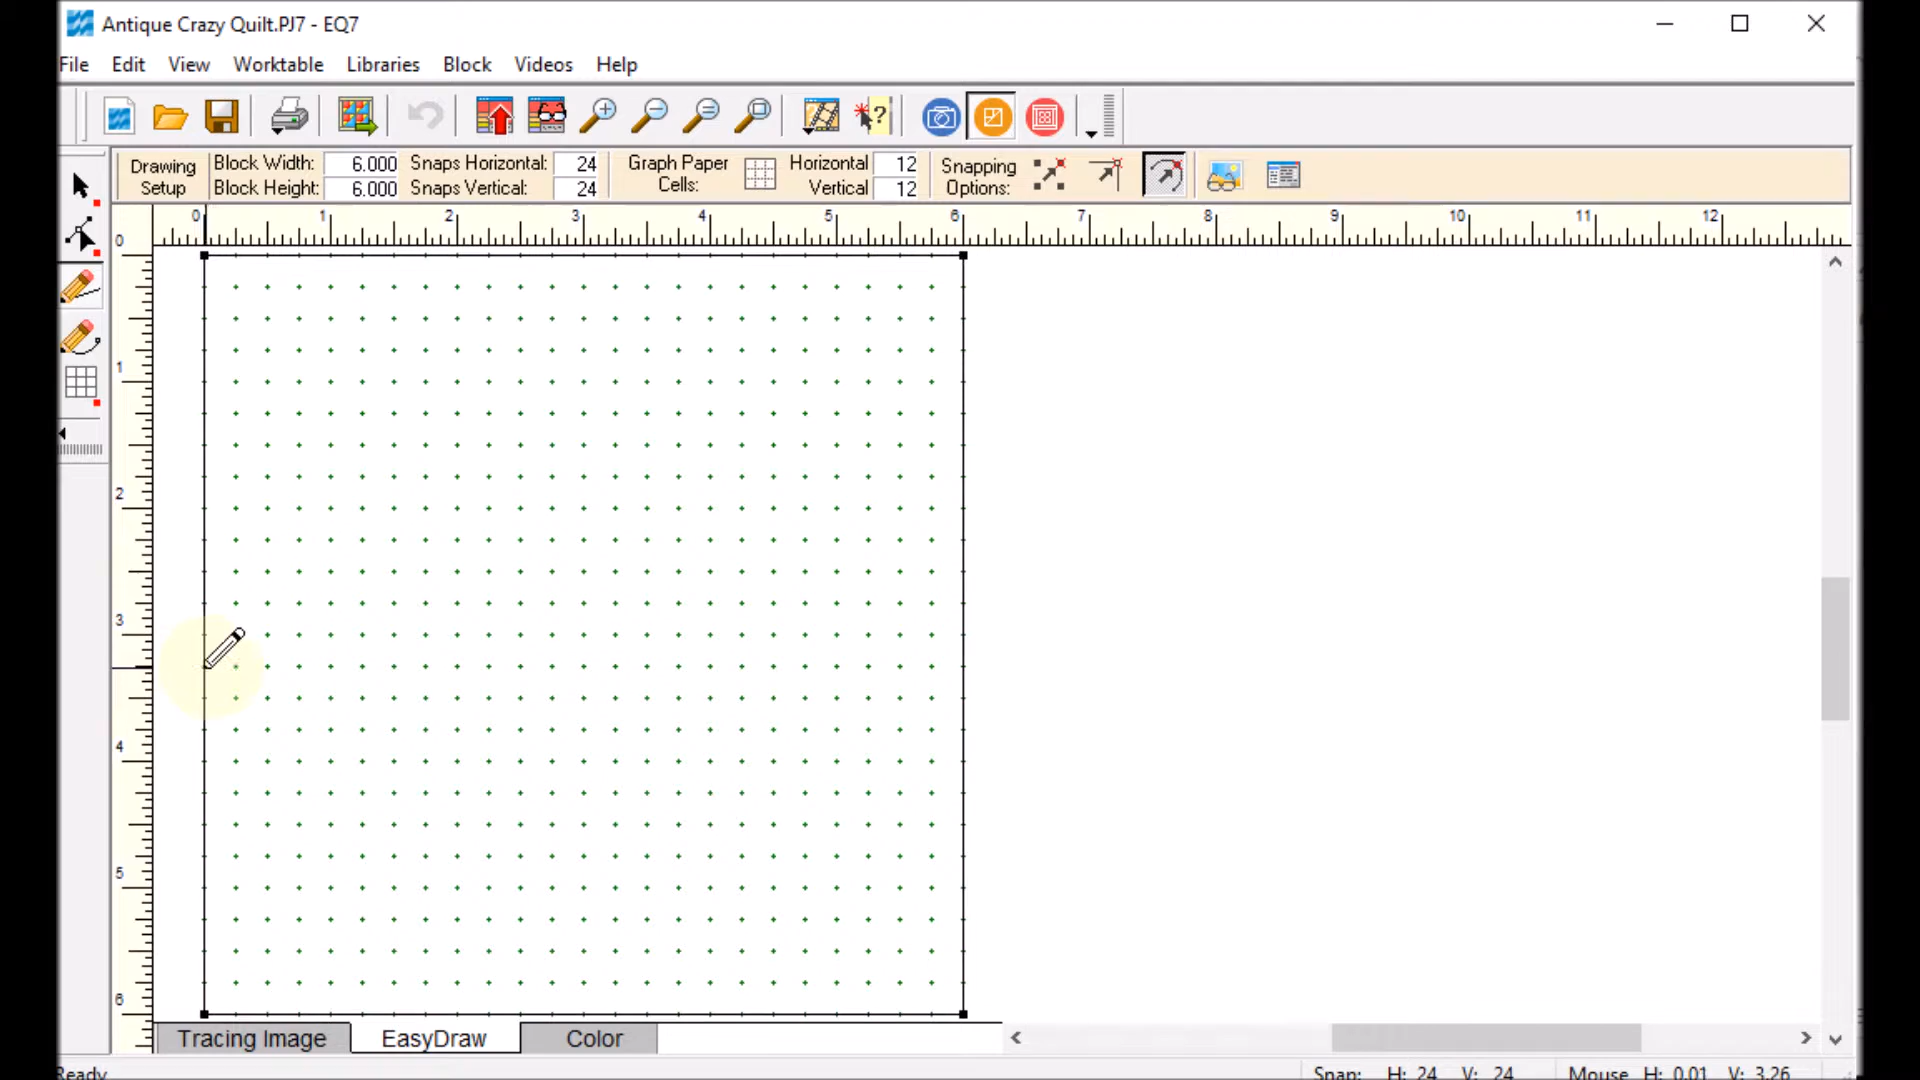 Antique Crazy Quilt.PJ7 - EQ7
File Edit View Worktable Libraries Block Videos Help
Drawing Setup
Block Width: 6.000 Snaps Horizontal: 24
Block Height: 6.000 Snaps Vertical: 24
Graph Paper Cells:
Horizontal 12
Vertical 12
Snapping Options:
0 1 2 3 4 5 6 7 8 9 10 11 12
0
1
2
3
4
5
6
Tracing Image EasyDraw Color
Ready Snap: H: 24 V: 24 Mouse H: 0.01 V: 3.26